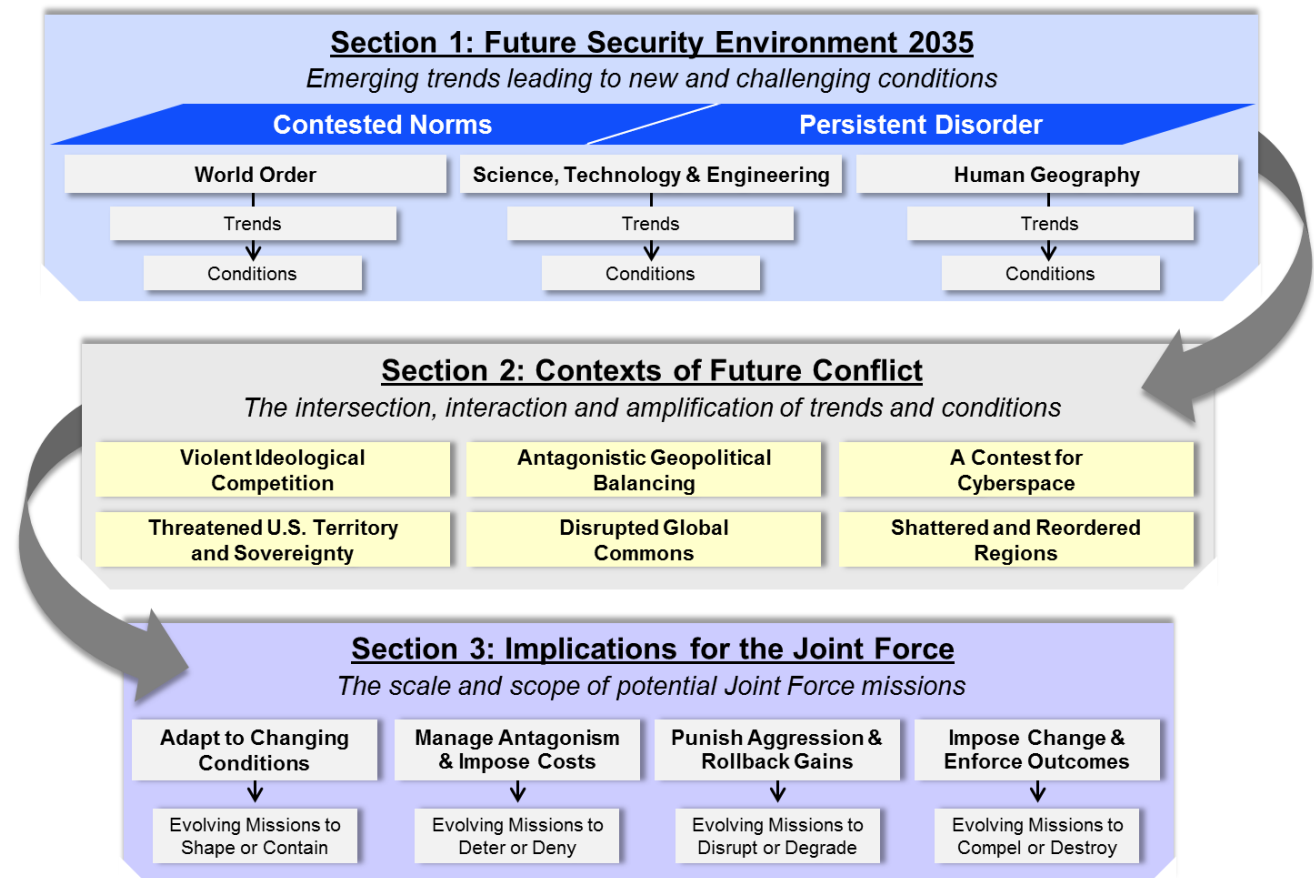 Section 1: Future Security Environment 2035
Emerging trends leading to new and challenging conditions
Contested Norms
Persistent Disorder
World Order
Science, Technology & Engineering
Human Geography
Trends
Trends
Trends
Conditions
Conditions
Conditions
Section 2: Contexts of Future Conflict
The intersection, interaction and amplification of trends and conditions
Violent Ideological
Competition
Antagonistic Geopolitical
Balancing
A Contest for
Cyberspace
Threatened U.S. Territory
and Sovereignty
Disrupted Global
Commons
Shattered and Reordered
Regions
Section 3: Implications for the Joint Force
The scale and scope of potential Joint Force missions
Adapt to Changing
Conditions
Manage Antagonism
& Impose Costs
Punish Aggression &
Rollback Gains
Impose Change &
Enforce Outcomes
Evolving Missions to
Shape or Contain
Evolving Missions to
Deter or Deny
Evolving Missions to
Disrupt or Degrade
Evolving Missions to
Compel or Destroy